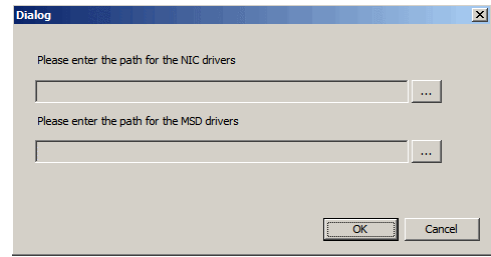 Dialog
Please enter the path for the NIC drivers
...
Please enter the path for the MSD drivers
...
OK Cancel